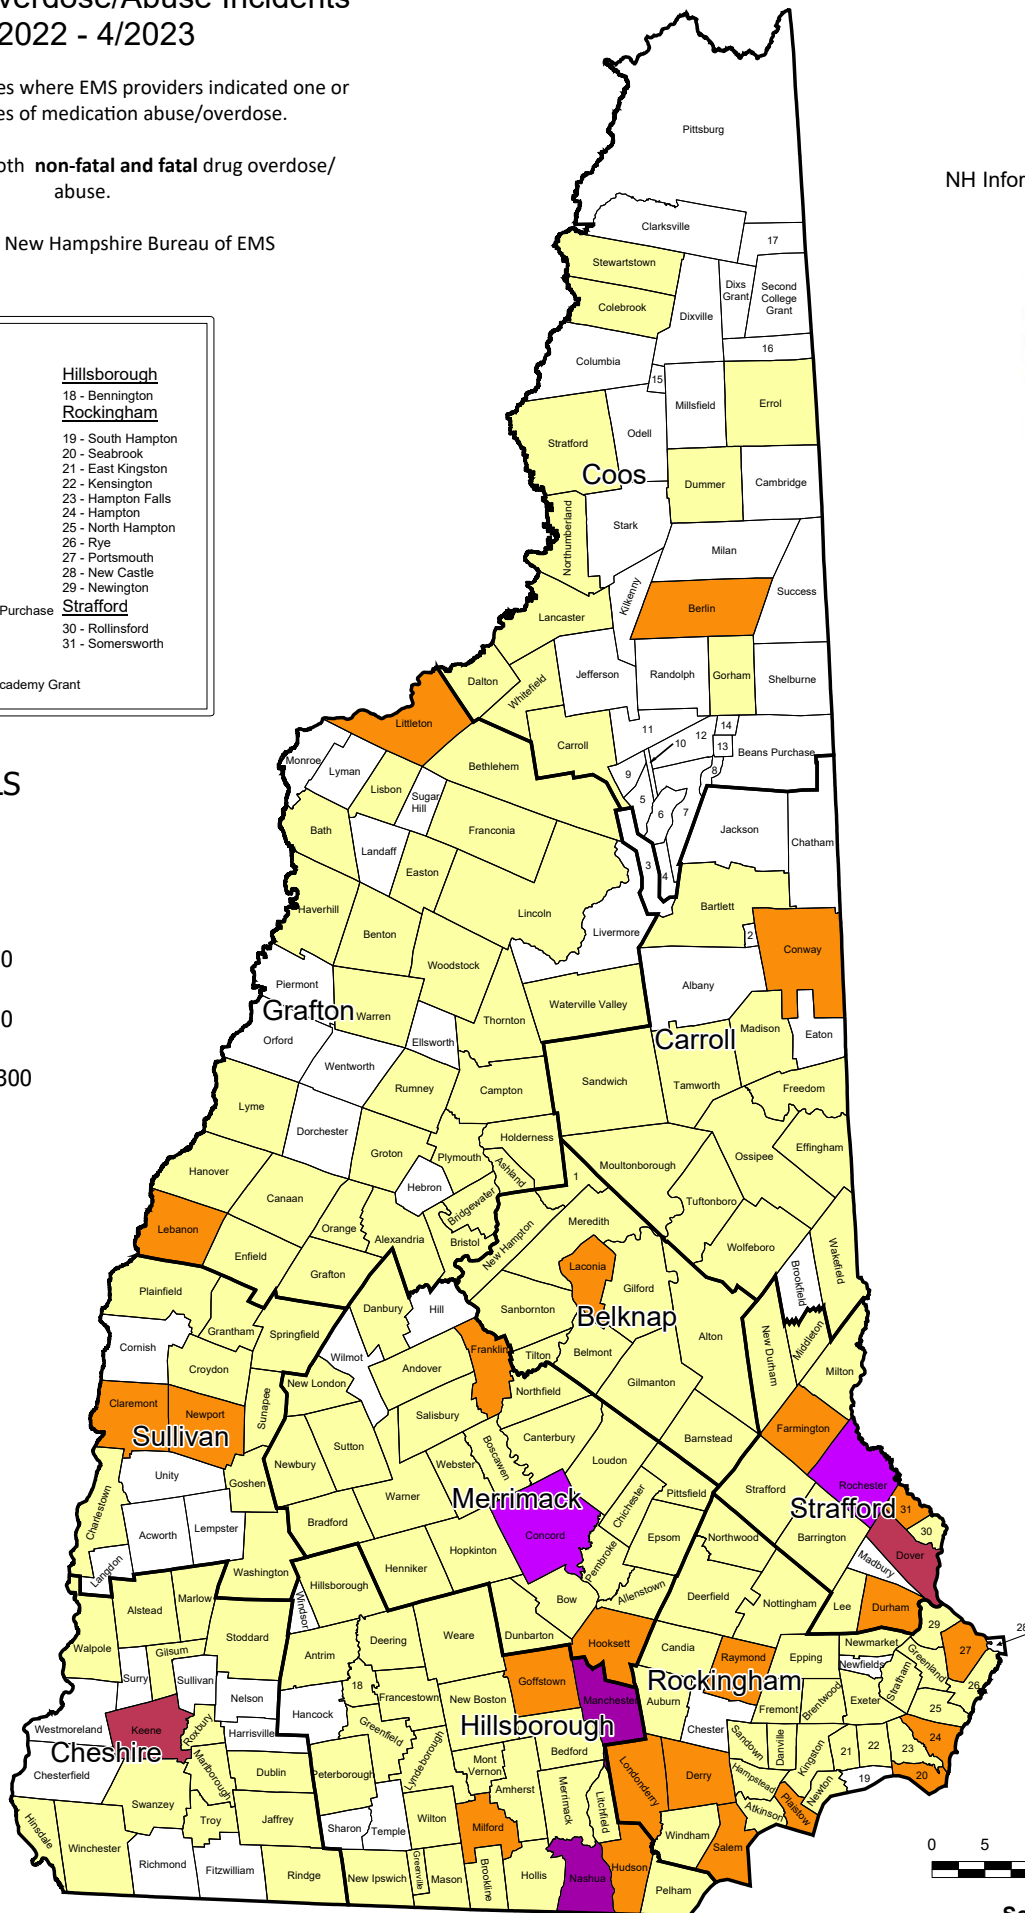 verdose/Abuse Incidents
2022 - 4/2023
es where EMS providers indicated one or
es of medication abuse/overdose.
oth non-fatal and fatal drug overdose/
abuse.
New Hampshire Bureau of EMS
NH Infor
Hillsborough
18 - Bennington
Rockingham
19 - South Hampton
20 - Seabrook
21 - East Kingston
22 - Kensington
23 - Hampton Falls
24 - Hampton
25 - North Hampton
26 - Rye
27 - Portsmouth
28 - New Castle
29 - Newington
Purchase
Strafford
30 - Rollinsford
31 - Somersworth
cademy Grant
LS
0
0
300
Pittsburg
Clarksville
17
Stewartstown
Dixs
Grant
Second
College
Grant
Colebrook
Dixville
16
Columbia
15
Millsfield
Errol
Stratford
Odell
Coos
Dummer
Cambridge
Northumberland
Stark
Milan
Kilkenny
Berlin
Success
Lancaster
Jefferson
Randolph
Gorham
Shelburne
Dalton
Whitefield
Littleton
Carroll
11
10
12
14
13
Beans Purchase
Monroe
Lyman
Bethlehem
9
8
Lisbon
Sugar
Hill
5
6
7
Bath
Franconia
Jackson
Chatham
Landaff
Easton
3
4
Haverhill
Lincoln
Bartlett
Benton
Livermore
2
Conway
Woodstock
Piermont
Albany
Grafton
Warren
Waterville Valley
Thornton
Madison
Orford
Ellsworth
Carroll
Eaton
Wentworth
Rumney
Campton
Sandwich
Tamworth
Freedom
Lyme
Dorchester
Holderness
Groton
Plymouth
Ashland
Moultonborough
Ossipee
Effingham
Hanover
Canaan
Hebron
1
Bridgewater
Tuftonboro
Lebanon
Orange
Alexandria
Bristol
New Hampton
Meredith
Wolfeboro
Wakefield
Enfield
Grafton
Laconia
Gilford
Brookfield
Plainfield
Danbury
Hill
Sanbornton
Belknap
Alton
Grantham
Springfield
New Durham
Middleton
Cornish
Wilmot
Franklin
Tilton
Belmont
Croydon
Andover
Milton
New London
Northfield
Gilmanton
Claremont
Newport
Sunapee
Salisbury
Sullivan
Sutton
Boscawen
Canterbury
Barnstead
Farmington
Newbury
Webster
Loudon
Unity
Goshen
Warner
Merrimack
Chichester
Pittsfield
Strafford
Rochester
Charlestown
Bradford
Strafford
31
Acworth
Lempster
Concord
Epsom
Northwood
Barrington
30
Langdon
Hopkinton
Pembroke
Madbury
Dover
Washington
Henniker
Allenstown
Hillsborough
Windsor
Bow
Deerfield
Nottingham
Lee
Durham
Alstead
Marlow
Walpole
Stoddard
Deering
Weare
Dunbarton
Hooksett
Candia
29
28
Gilsum
Antrim
Raymond
Epping
Newmarket
27
Surry
Sullivan
18
Goffstown
Newfields
Greenland
Nelson
Francestown
New Boston
Manchester
Rockingham
Stratham
26
Hancock
Auburn
Fremont
Brentwood
Exeter
Westmoreland
Keene
Roxbury
Harrisville
Greenfield
Hillsborough
Chester
25
Cheshire
Lyndeborough
Bedford
Sandown
Danville
Kingston
21
22
23
24
Chesterfield
Marlborough
Dublin
Peterborough
Mont
Vernon
Londonderry
Derry
Hampstead
Newton
19
20
Swanzey
Amherst
Merrimack
Litchfield
Plaistow
Hinsdale
Troy
Jaffrey
Wilton
Atkinson
Winchester
Sharon
Temple
Milford
Windham
Salem
Richmond
Fitzwilliam
Rindge
New Ipswich
Greenville
Mason
Brookline
Hollis
Nashua
Hudson
Pelham
0 5